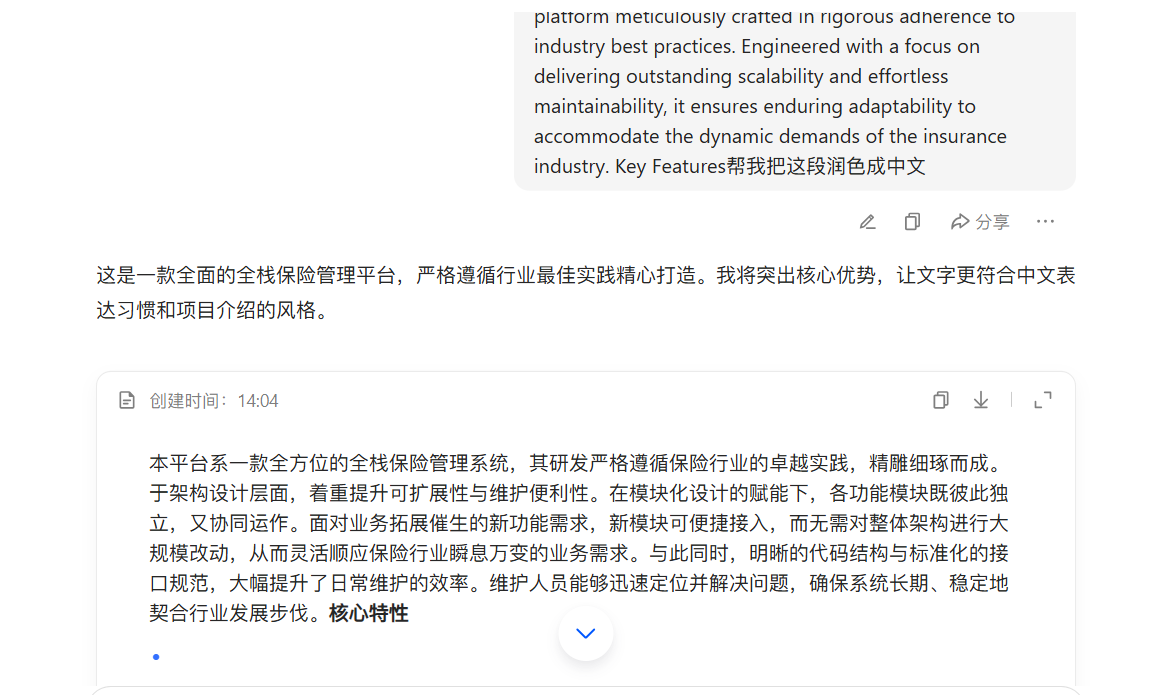 platform meticulously crafted in rigorous adherence to
industry best practices. Engineered with a focus on
delivering outstanding scalability and effortless
maintainability, it ensures enduring adaptability to
accommodate the dynamic demands of the insurance
industry. Key Features帮我把这段润色成中文
分享
这是一款全面的全栈保险管理平台，严格遵循行业最佳实践精心打造。我将突出核心优势，让文字更符合中文表
达习惯和项目介绍的风格。
创建时间：14:04
本平台系一款全方位的全栈保险管理系统，其研发严格遵循保险行业的卓越实践，精雕细琢而成。
于架构设计层面，着重提升可扩展性与维护便利性。在模块化设计的赋能下，各功能模块既彼此独
立，又协同运作。面对业务拓展催生的新功能需求，新模块可便捷接入，而无需对整体架构进行大
规模改动，从而灵活顺应保险行业瞬息万变的业务需求。与此同时，明晰的代码结构与标准化的接
口规范，大幅提升了日常维护的效率。维护人员能够迅速定位并解决问题，确保系统长期、稳定地
契合行业发展步伐。核心特性